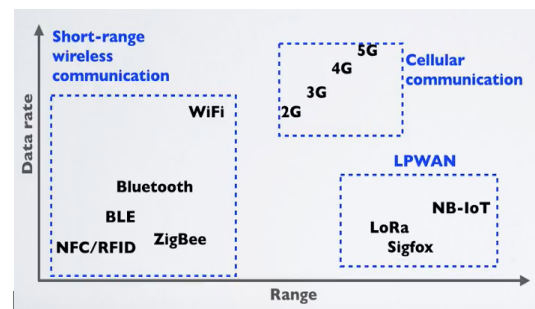 Short-range
wireless
communication
5G
4G
3G
2G
Cellular
communication
WiFi
Bluetooth
BLE
ZigBee
NFC/RFID
LPWAN
NB-IoT
LoRa
Sigfox
Data rate
Range